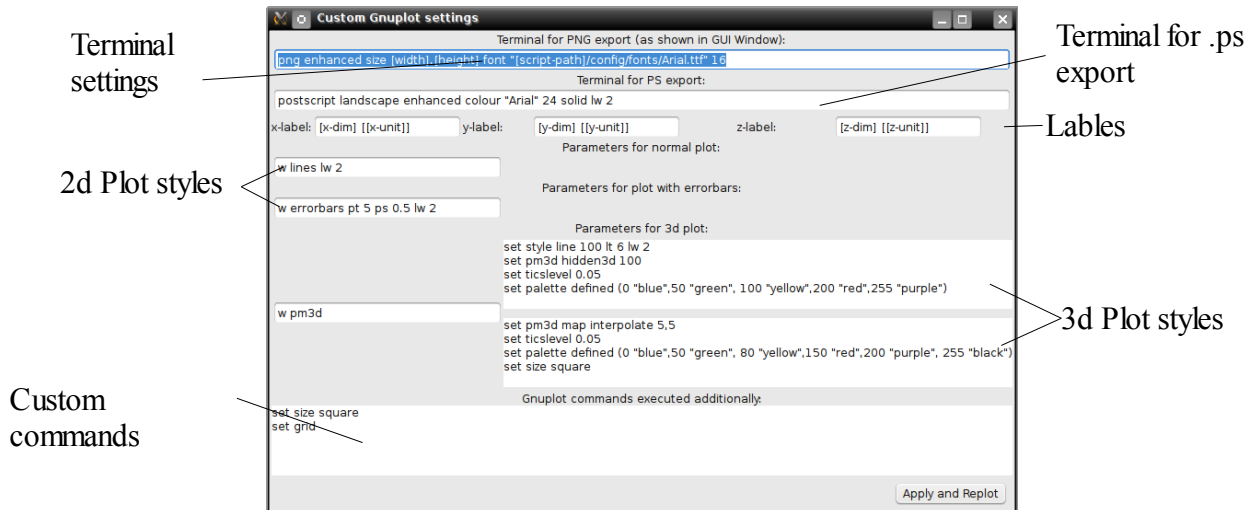 Custom Gnuplot settings
Terminal for PNG export (as shown in GUI Window):
png enhanced size [width],[height] font "[script-path]/config/fonts/Arial.ttf" 16
Terminal for PS export:
postscript landscape enhanced colour "Arial" 24 solid lw 2
x-label: [x-dim] [[x-unit]] y-label: [y-dim] [[y-unit]] z-label: [z-dim] [[z-unit]]
Parameters for normal plot:
w lines lw 2
Parameters for plot with errorbars:
w errorbars pt 5 ps 0.5 lw 2
Parameters for 3d plot:
set style line 100 lt 6 lw 2
set pm3d hidden3d 100
set ticslevel 0.05
set palette defined (0 "blue",50 "green", 100 "yellow",200 "red",255 "purple")
w pm3d
set pm3d map interpolate 5,5
set ticslevel 0.05
set palette defined (0 "blue",50 "green", 80 "yellow",150 "red",200 "purple", 255 "black")
set size square
Gnuplot commands executed additionally:
set size square
set grid
Apply and Replot
Terminal
settings
2d Plot styles
Custom
commands
Terminal for .ps
export
Lables
3d Plot styles